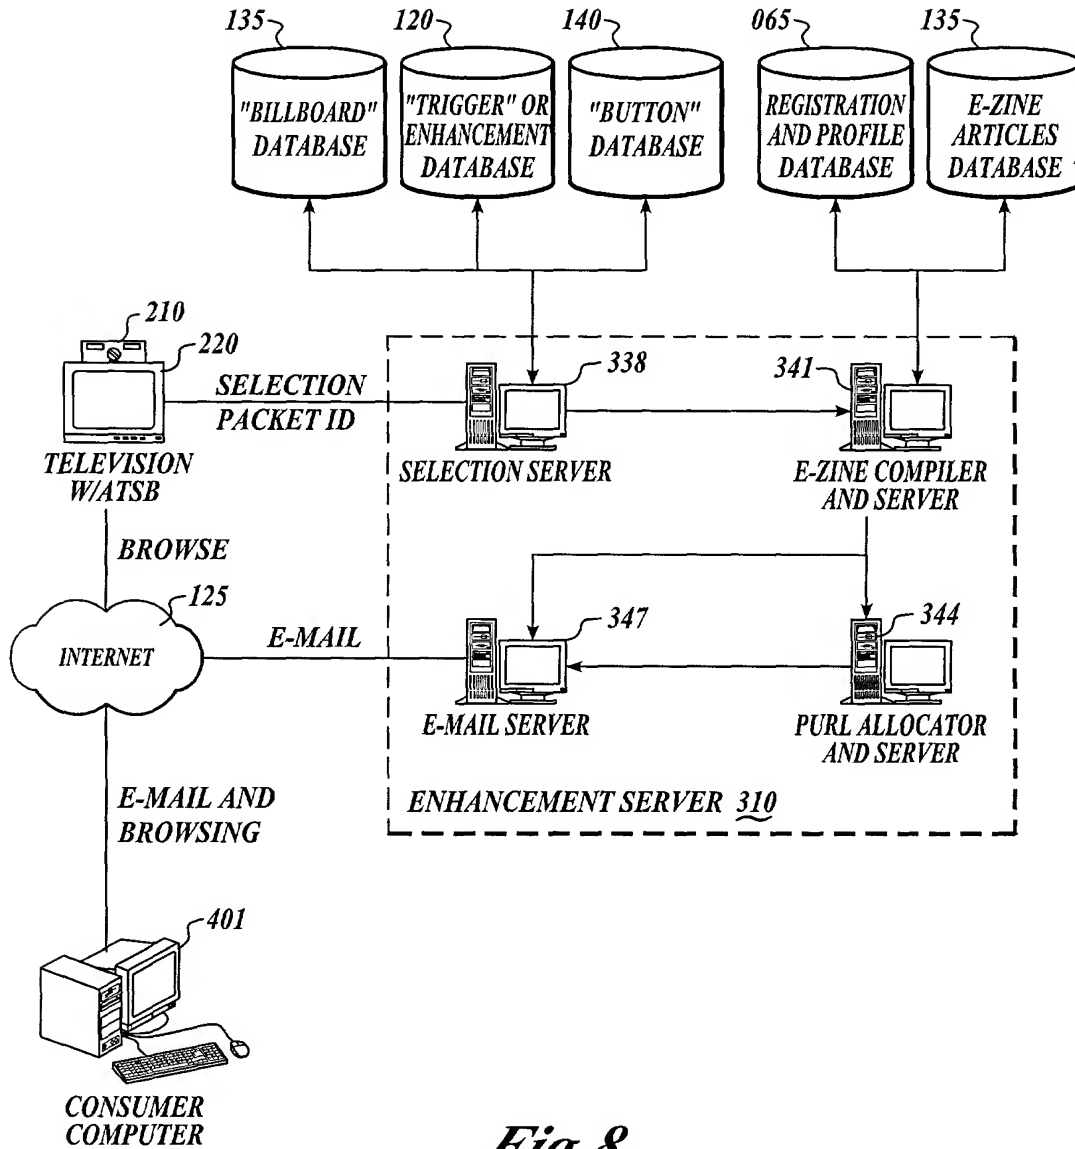 135
120
140
065
135
"BILLBOARD"
DATABASE
"TRIGGER" OR
ENHANCEMENT
DATABASE
"BUTTON"
DATABASE
REGISTRATION
AND PROFILE
DATABASE
E-ZINE
ARTICLES
DATABASE
210
220
SELECTION
PACKET ID
338
341
TELEVISION
W/ATSB
SELECTION SERVER
E-ZINE COMPILER
AND SERVER
BROWSE
125
INTERNET
E-MAIL
347
344
E-MAIL SERVER
PURL ALLOCATOR
AND SERVER
E-MAIL AND
BROWSING
ENHANCEMENT SERVER 310
401
CONSUMER
COMPUTER
Fig. 8